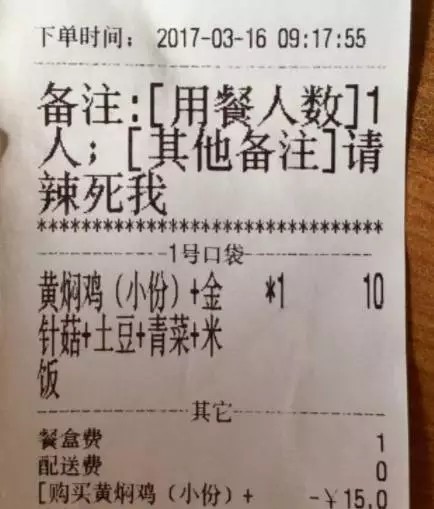 下单时间: 2017-03-16 09:17:55
备注:[用餐人数]1
人; [其他备注]请
辣死我
********************************
1号口袋
黄焖鸡(小份)+金 *1 10
针菇+土豆+青菜+米
饭
其它
餐盒费 1
配送费 0
[购买黄焖鸡(小份)+ -￥15.0